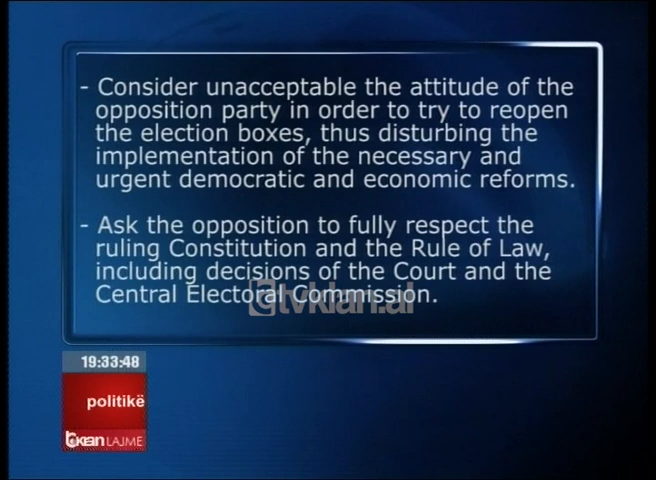 - Consider unacceptable the attitude of the
opposition party in order to try to reopen
the election boxes, thus disturbing the
implementation of the necessary and
urgent democratic and economic reforms.
- Ask the opposition to fully respect the
ruling Constitution and the Rule of Law,
including decisions of the Court and the
Central Electoral Commission.
tvklan.al
19:33:48
politikë
tvklan LAJME